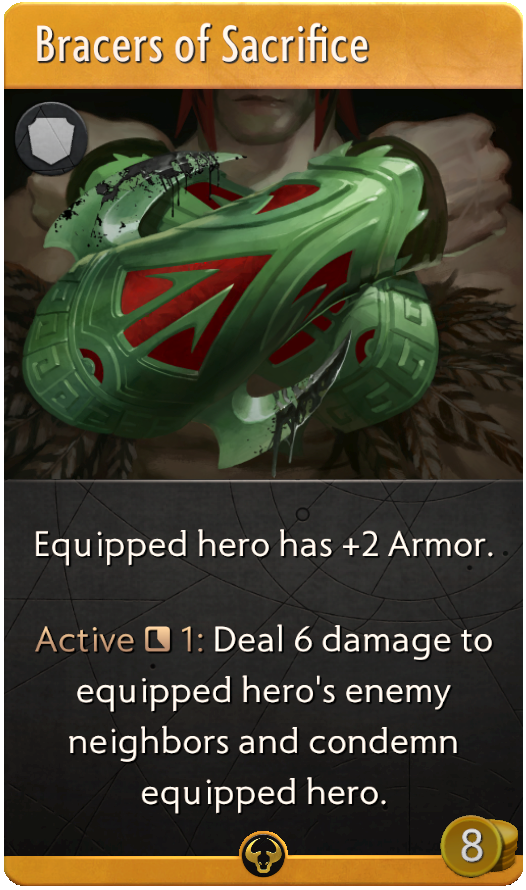 Bracers of Sacrifice
Equipped hero has +2 Armor.
Active 1: Deal 6 damage to
equipped hero's enemy
neighbors and condemn
equipped hero.
8